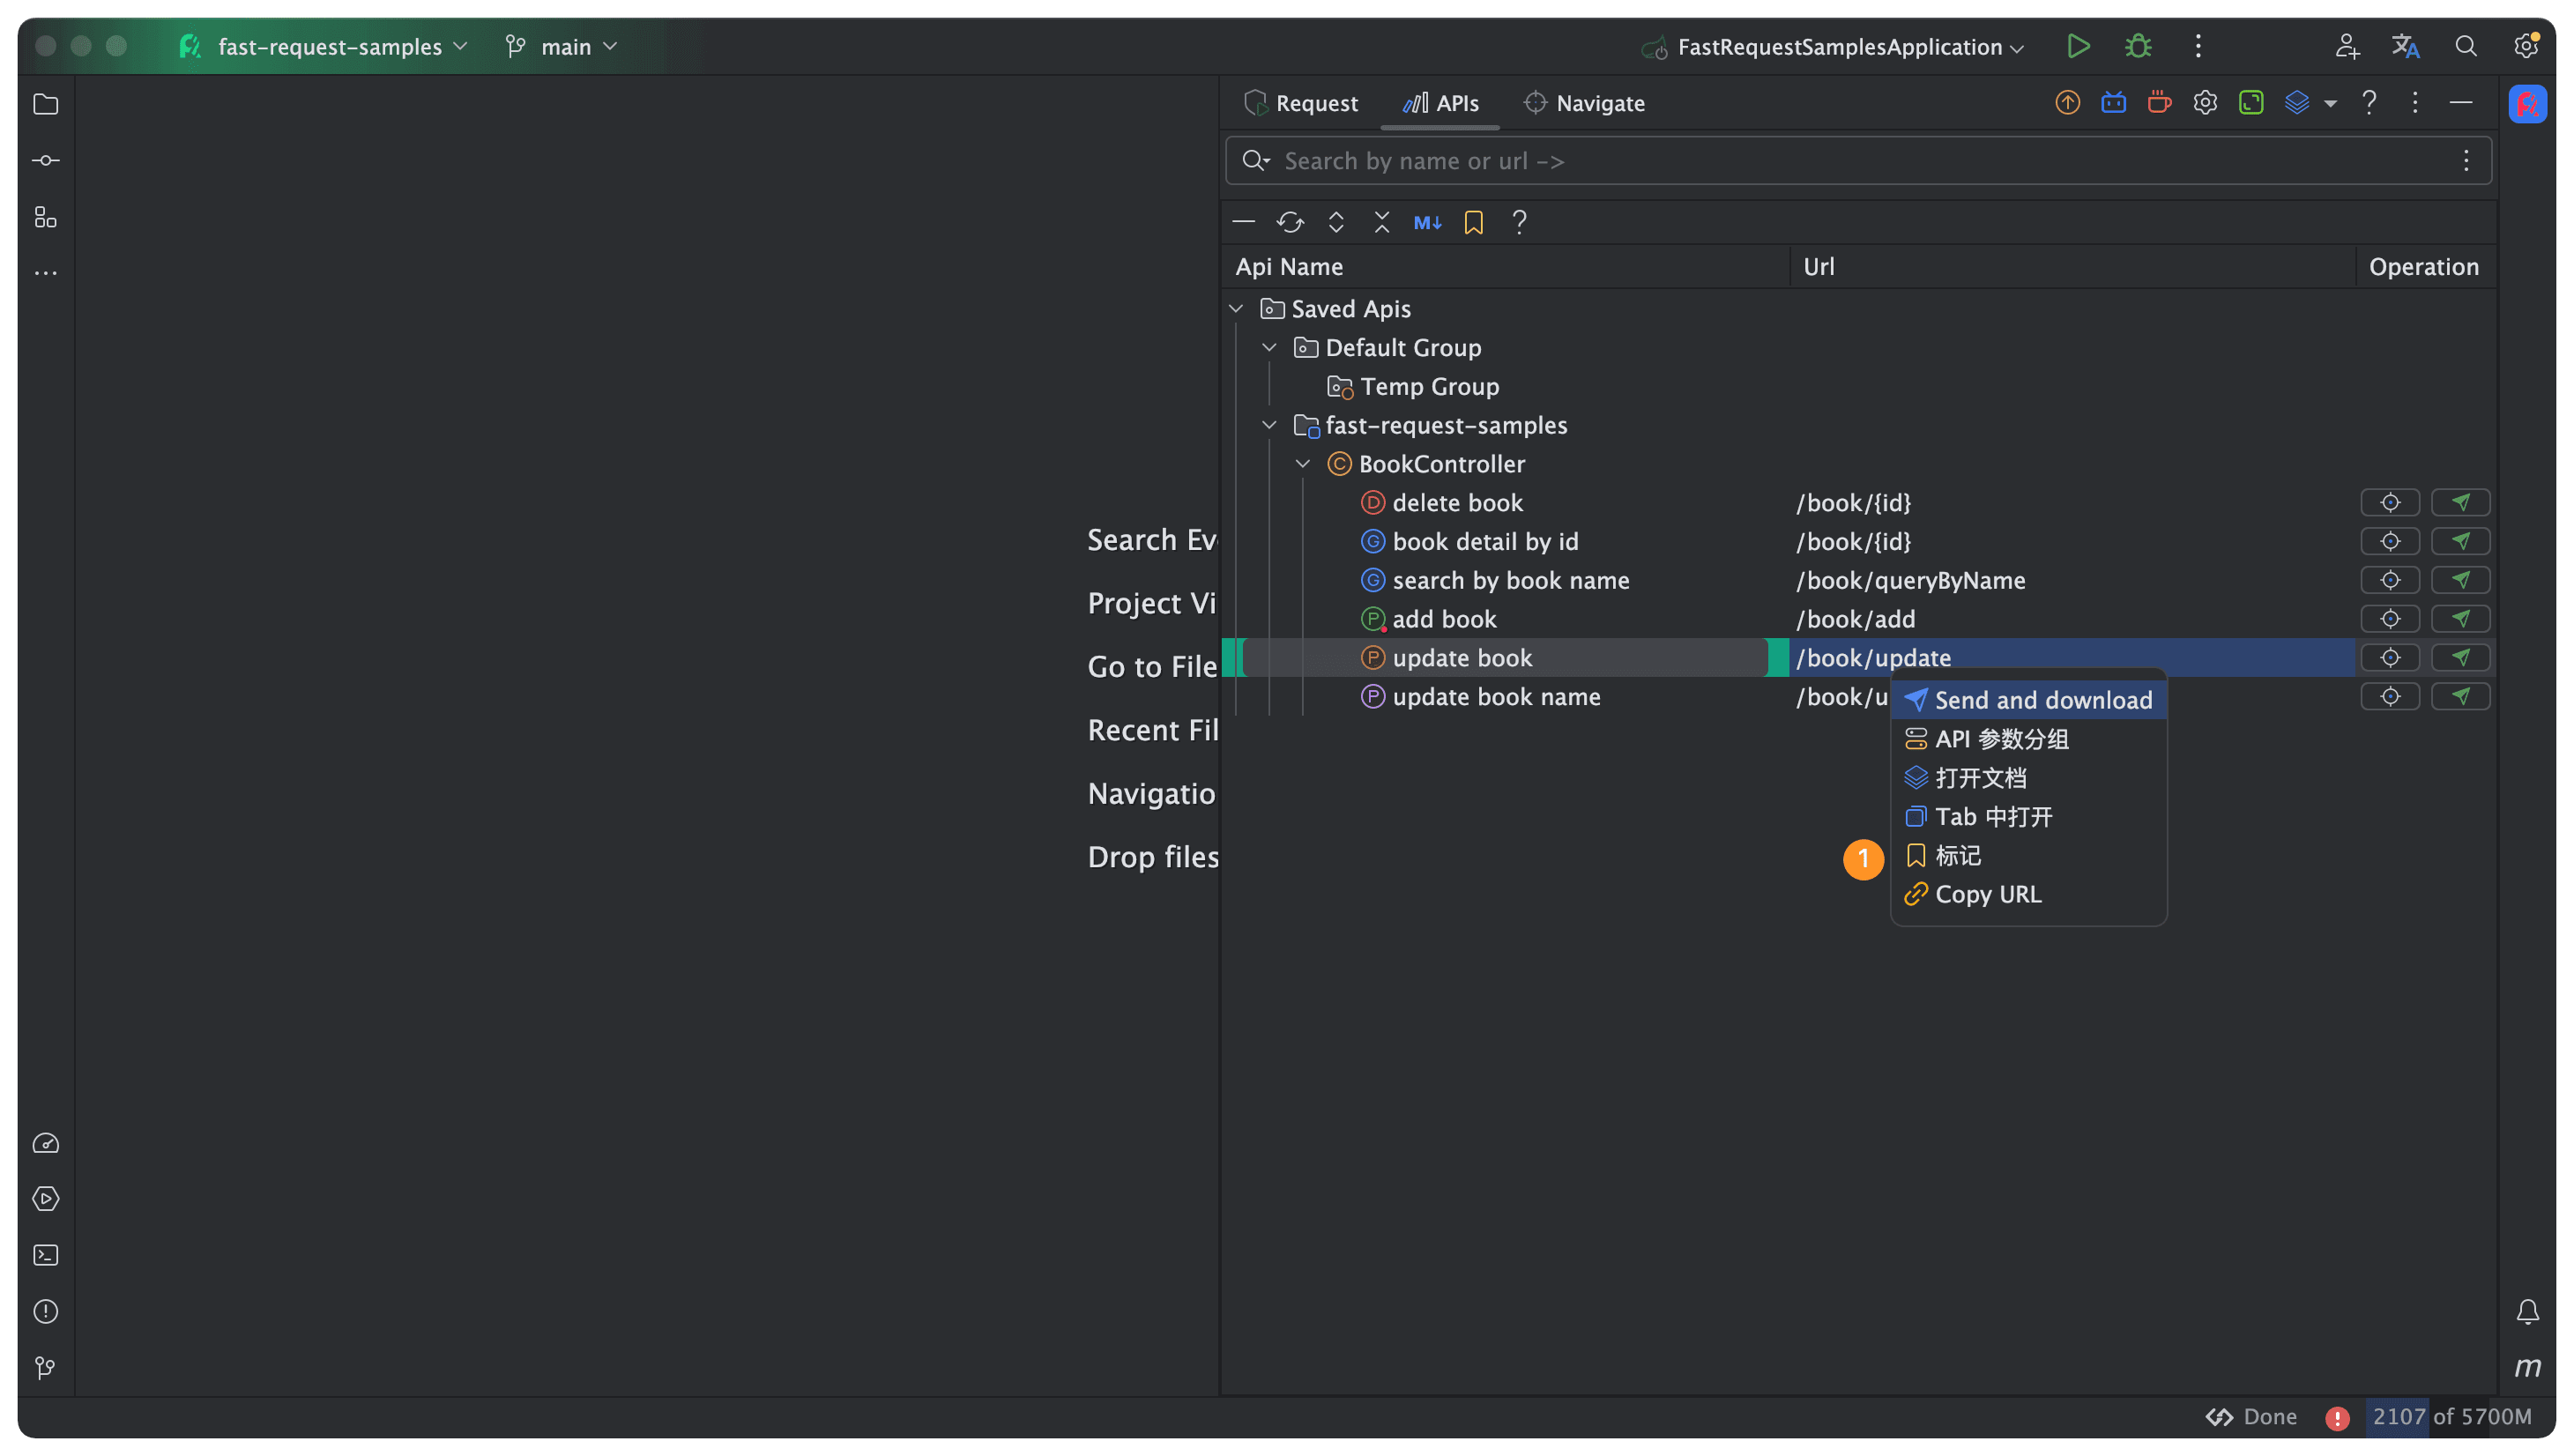 fast-request-samples
main
FastRequestSamplesApplication
Request
APIs
Navigate
Search by name or url ->
M↓
Api Name
Url
Operation
Saved Apis
Default Group
Temp Group
fast-request-samples
C BookController
D delete book /book/{id}
G book detail by id /book/{id}
G search by book name /book/queryByName
P add book /book/add
P update book /book/update
P update book name /book/u
Search Ev
Project Vi
Go to File
Recent Fil
Navigatio
Drop files
Send and download
API 参数分组
打开文档
Tab 中打开
1 标记
Copy URL
m
Done
2107 of 5700M